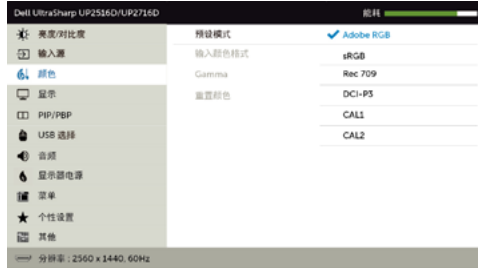 Dell UltraSharp UP2516D/UP2716D 能耗
亮度/对比度 预设模式 Adobe RGB
输入源 输入颜色格式 sRGB
颜色 Gamma Rec 709
显示 重置颜色 DCI-P3
PIP/PBP CAL1
USB 选择 CAL2
音频
显示器电源
菜单
个性设置
其他
分辨率 : 2560 x 1440, 60Hz